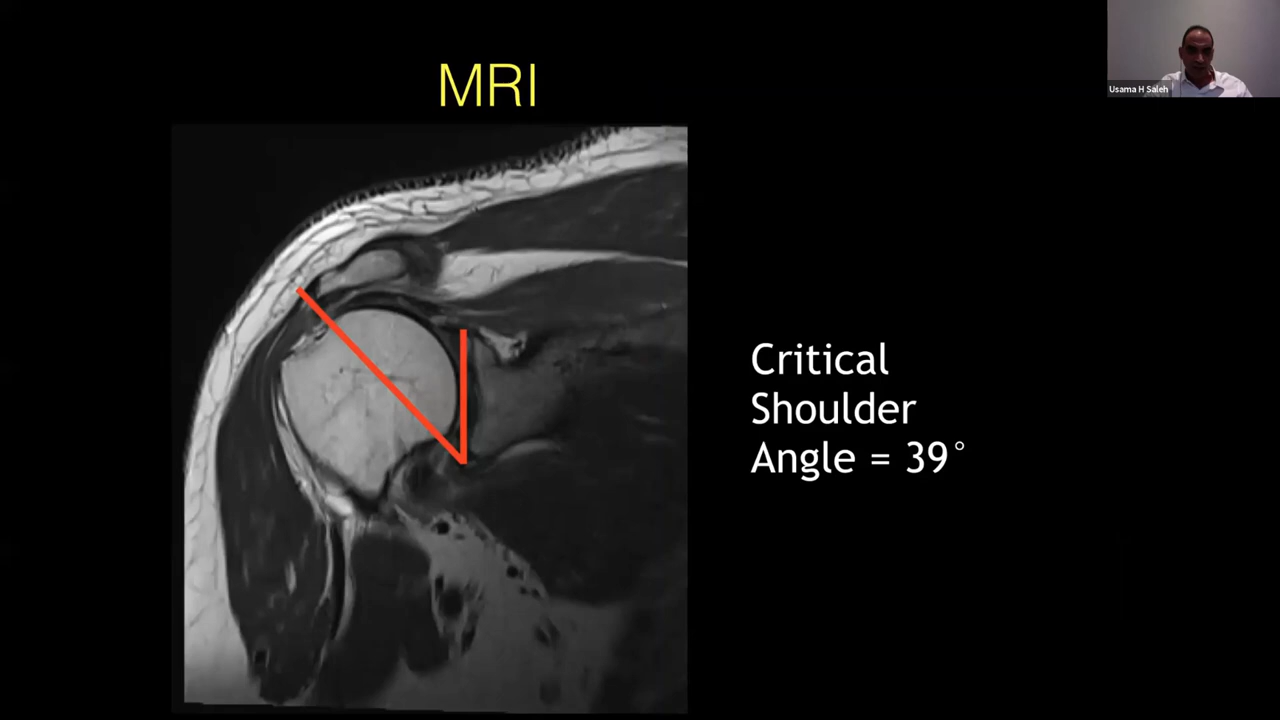 MRI
Usama H Saleh
Critical
Shoulder
Angle = 39°